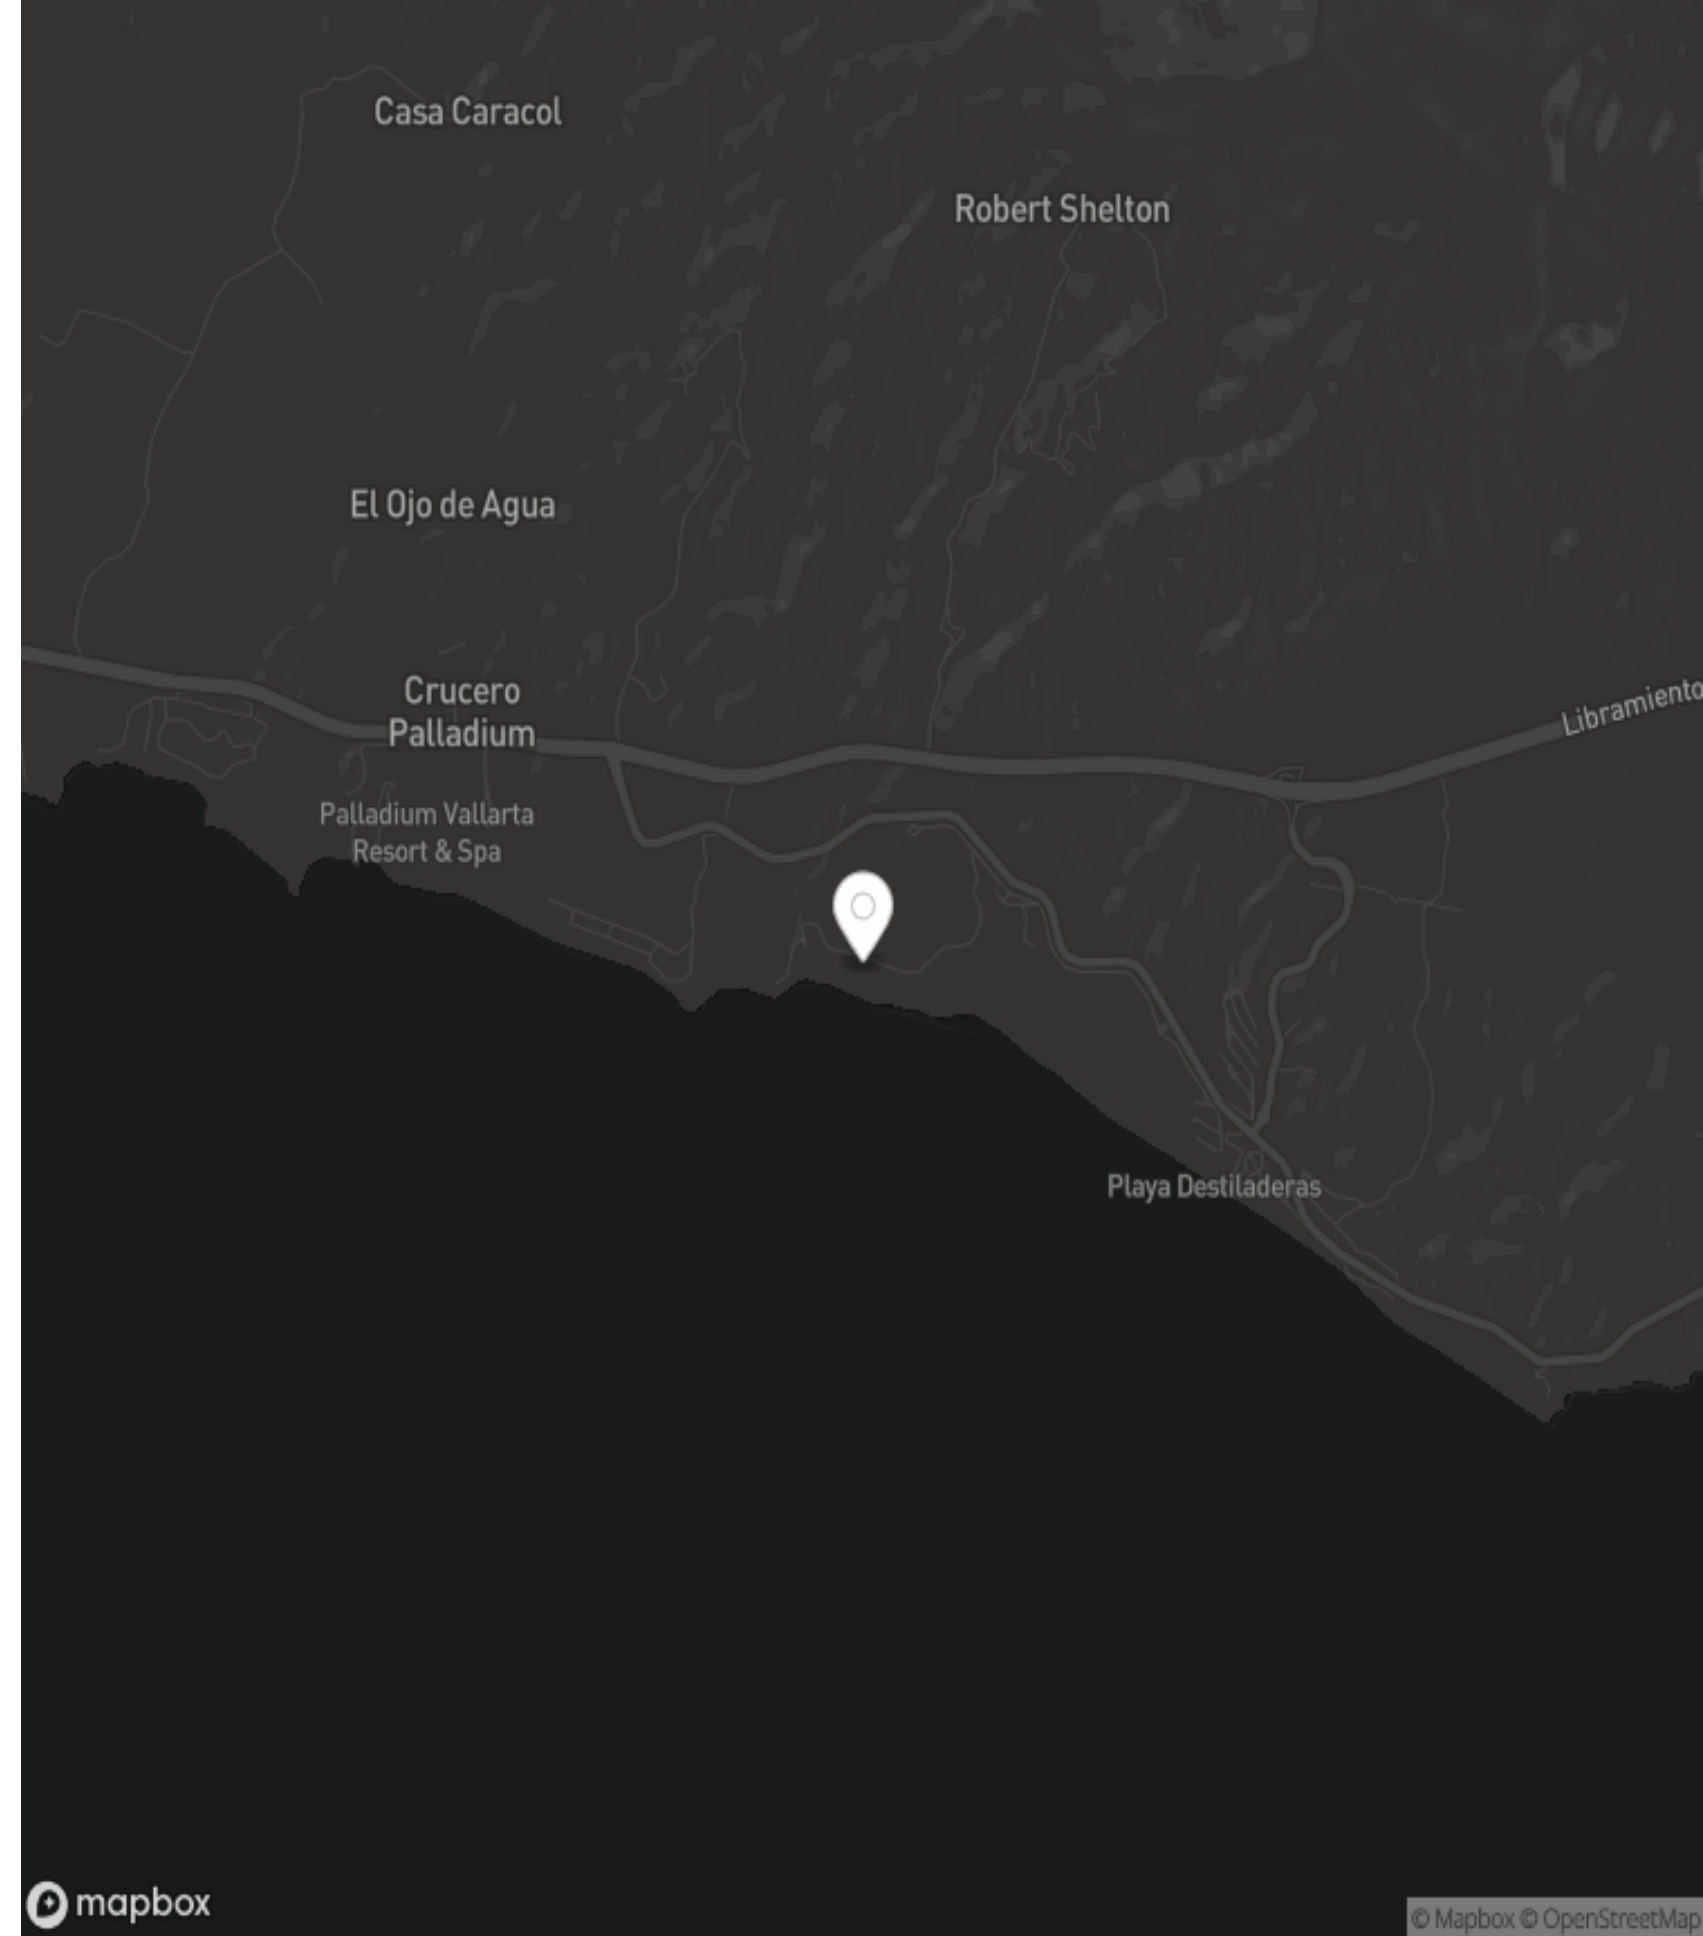 Casa Caracol
Robert Shelton
El Ojo de Agua
Crucero
Palladium
Libramiento
Palladium Vallarta
Resort & Spa
Playa Destiladeras
mapbox
© Mapbox © OpenStreetMap